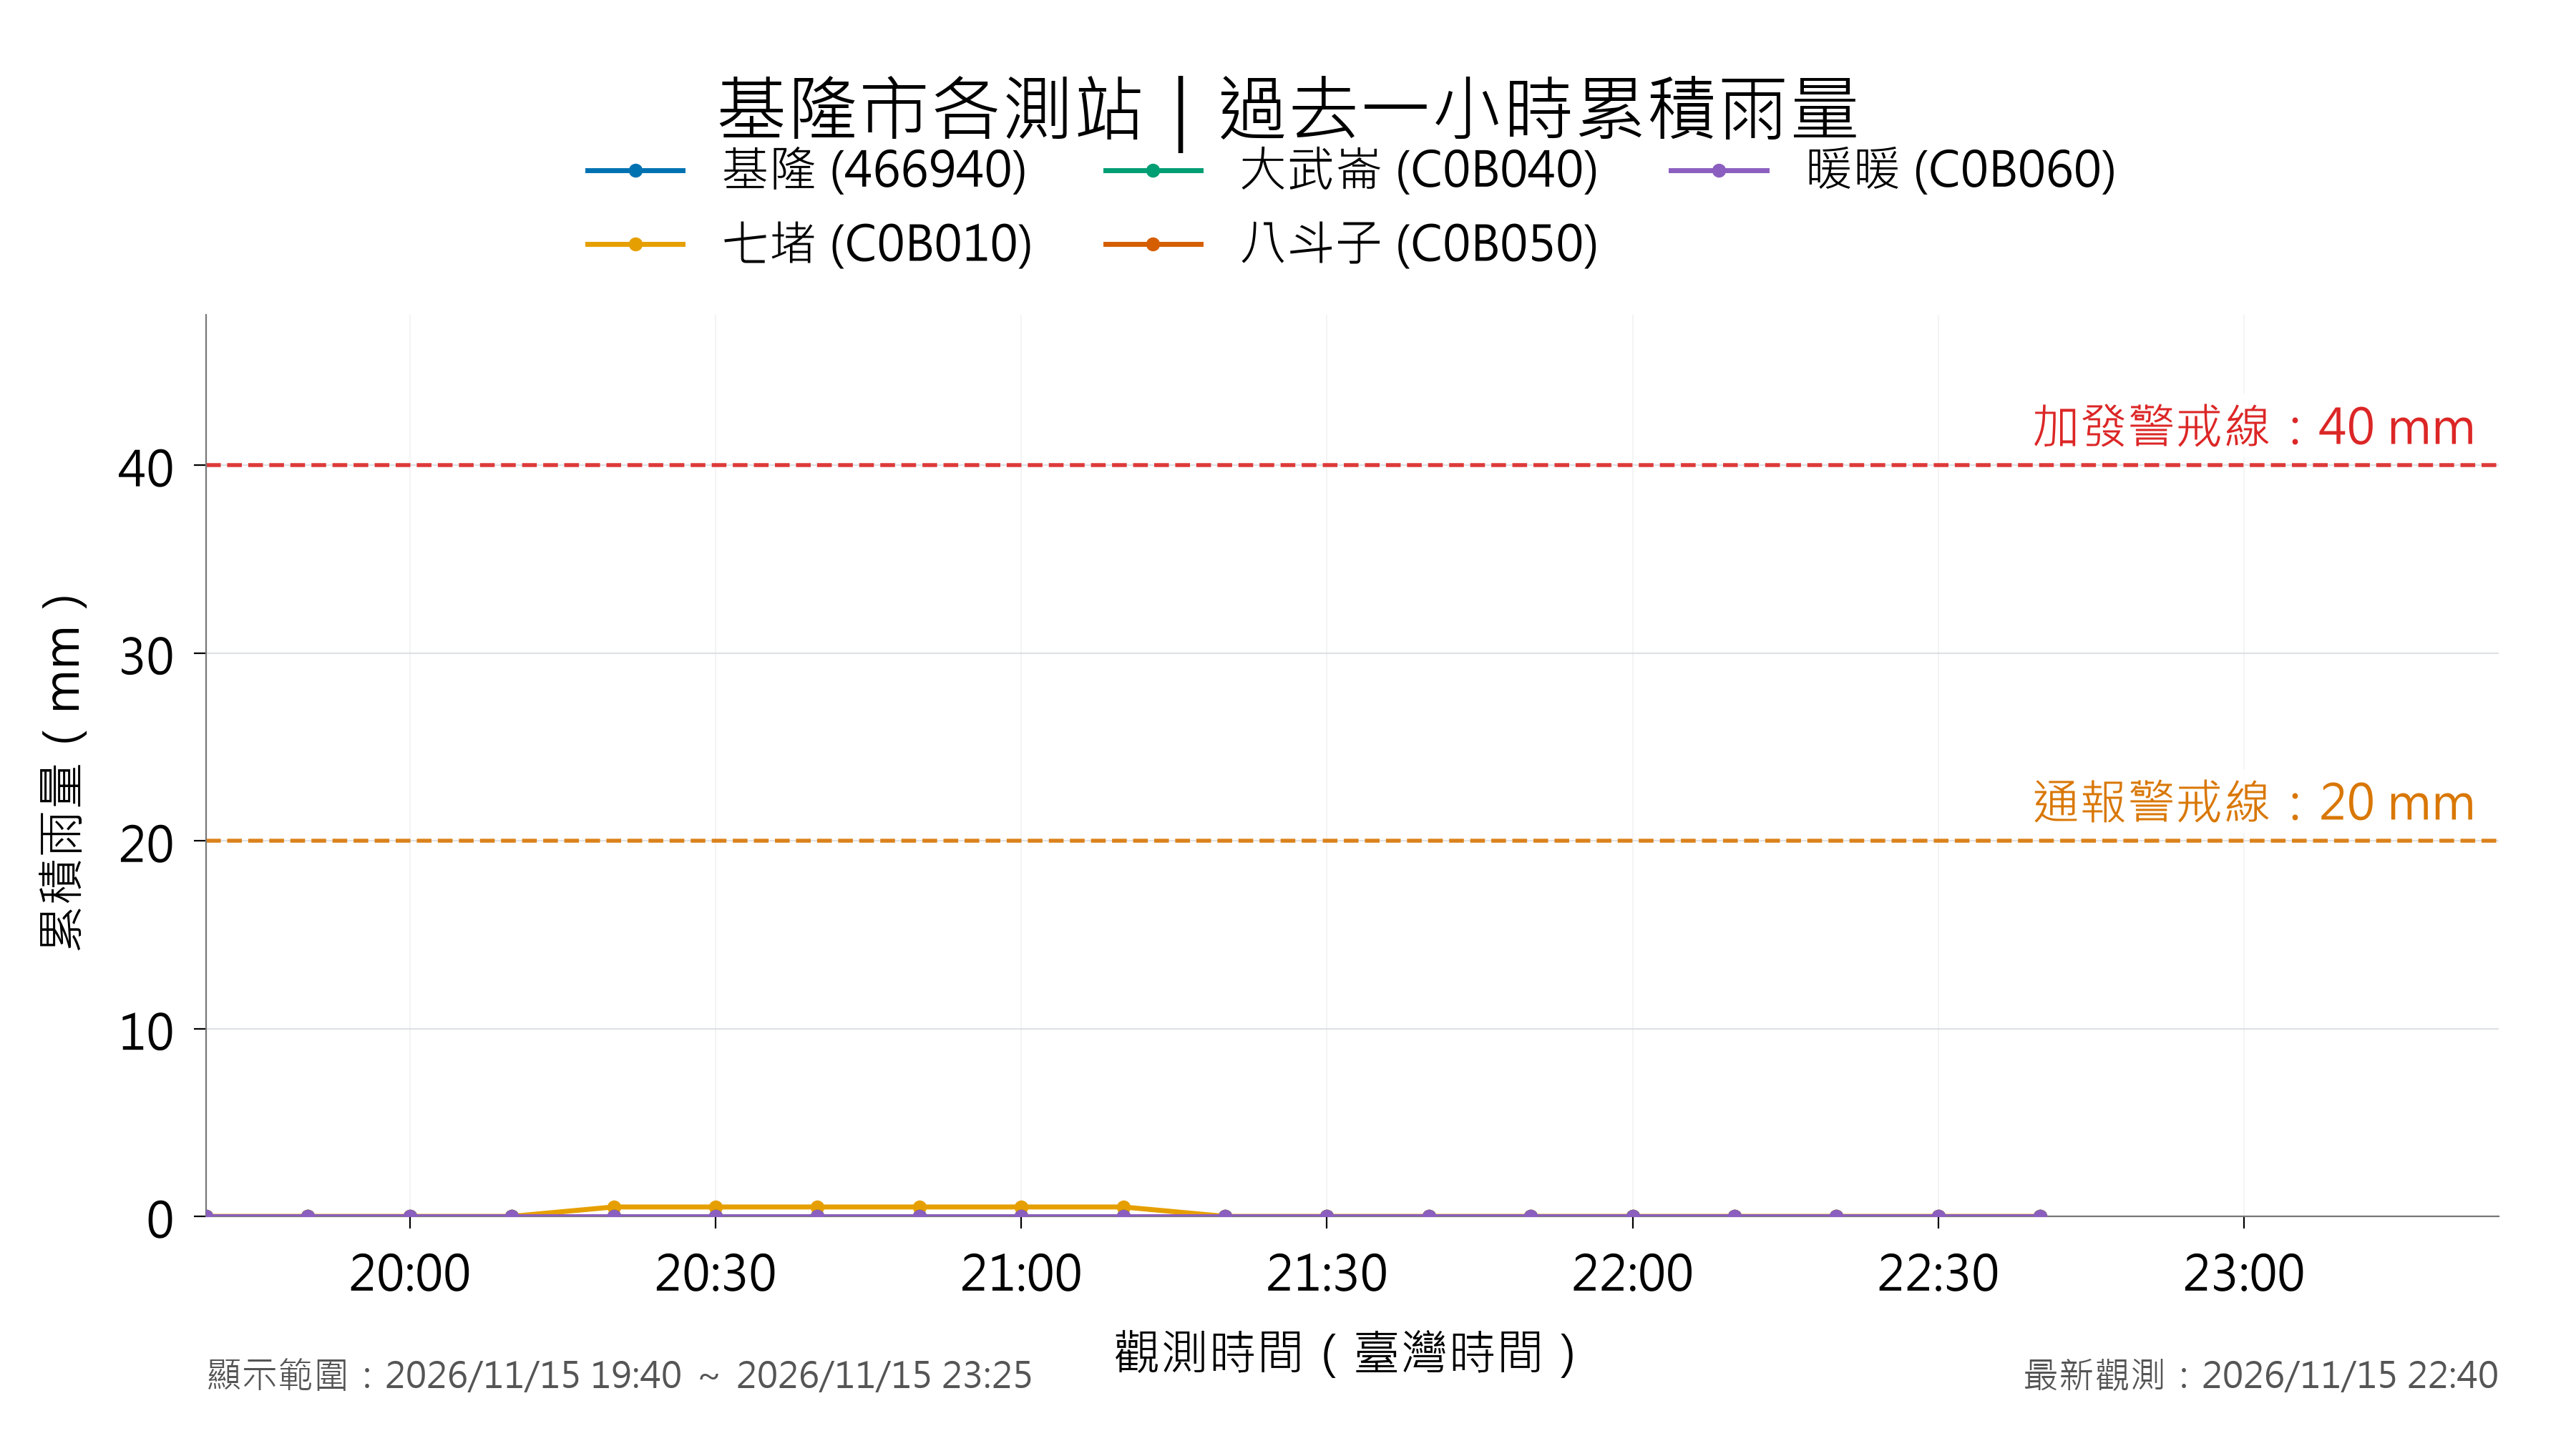 基隆市各測站｜過去一小時累積雨量
基隆 (466940) 大武崙 (C0B040) 暖暖 (C0B060)
七堵 (C0B010) 八斗子 (C0B050)
加發警戒線：40 mm
通報警戒線：20 mm
累積雨量（mm）
40
30
20
10
0
20:00 20:30 21:00 21:30 22:00 22:30 23:00
觀測時間（臺灣時間）
顯示範圍：2026/11/15 19:40 ~ 2026/11/15 23:25
最新觀測：2026/11/15 22:40